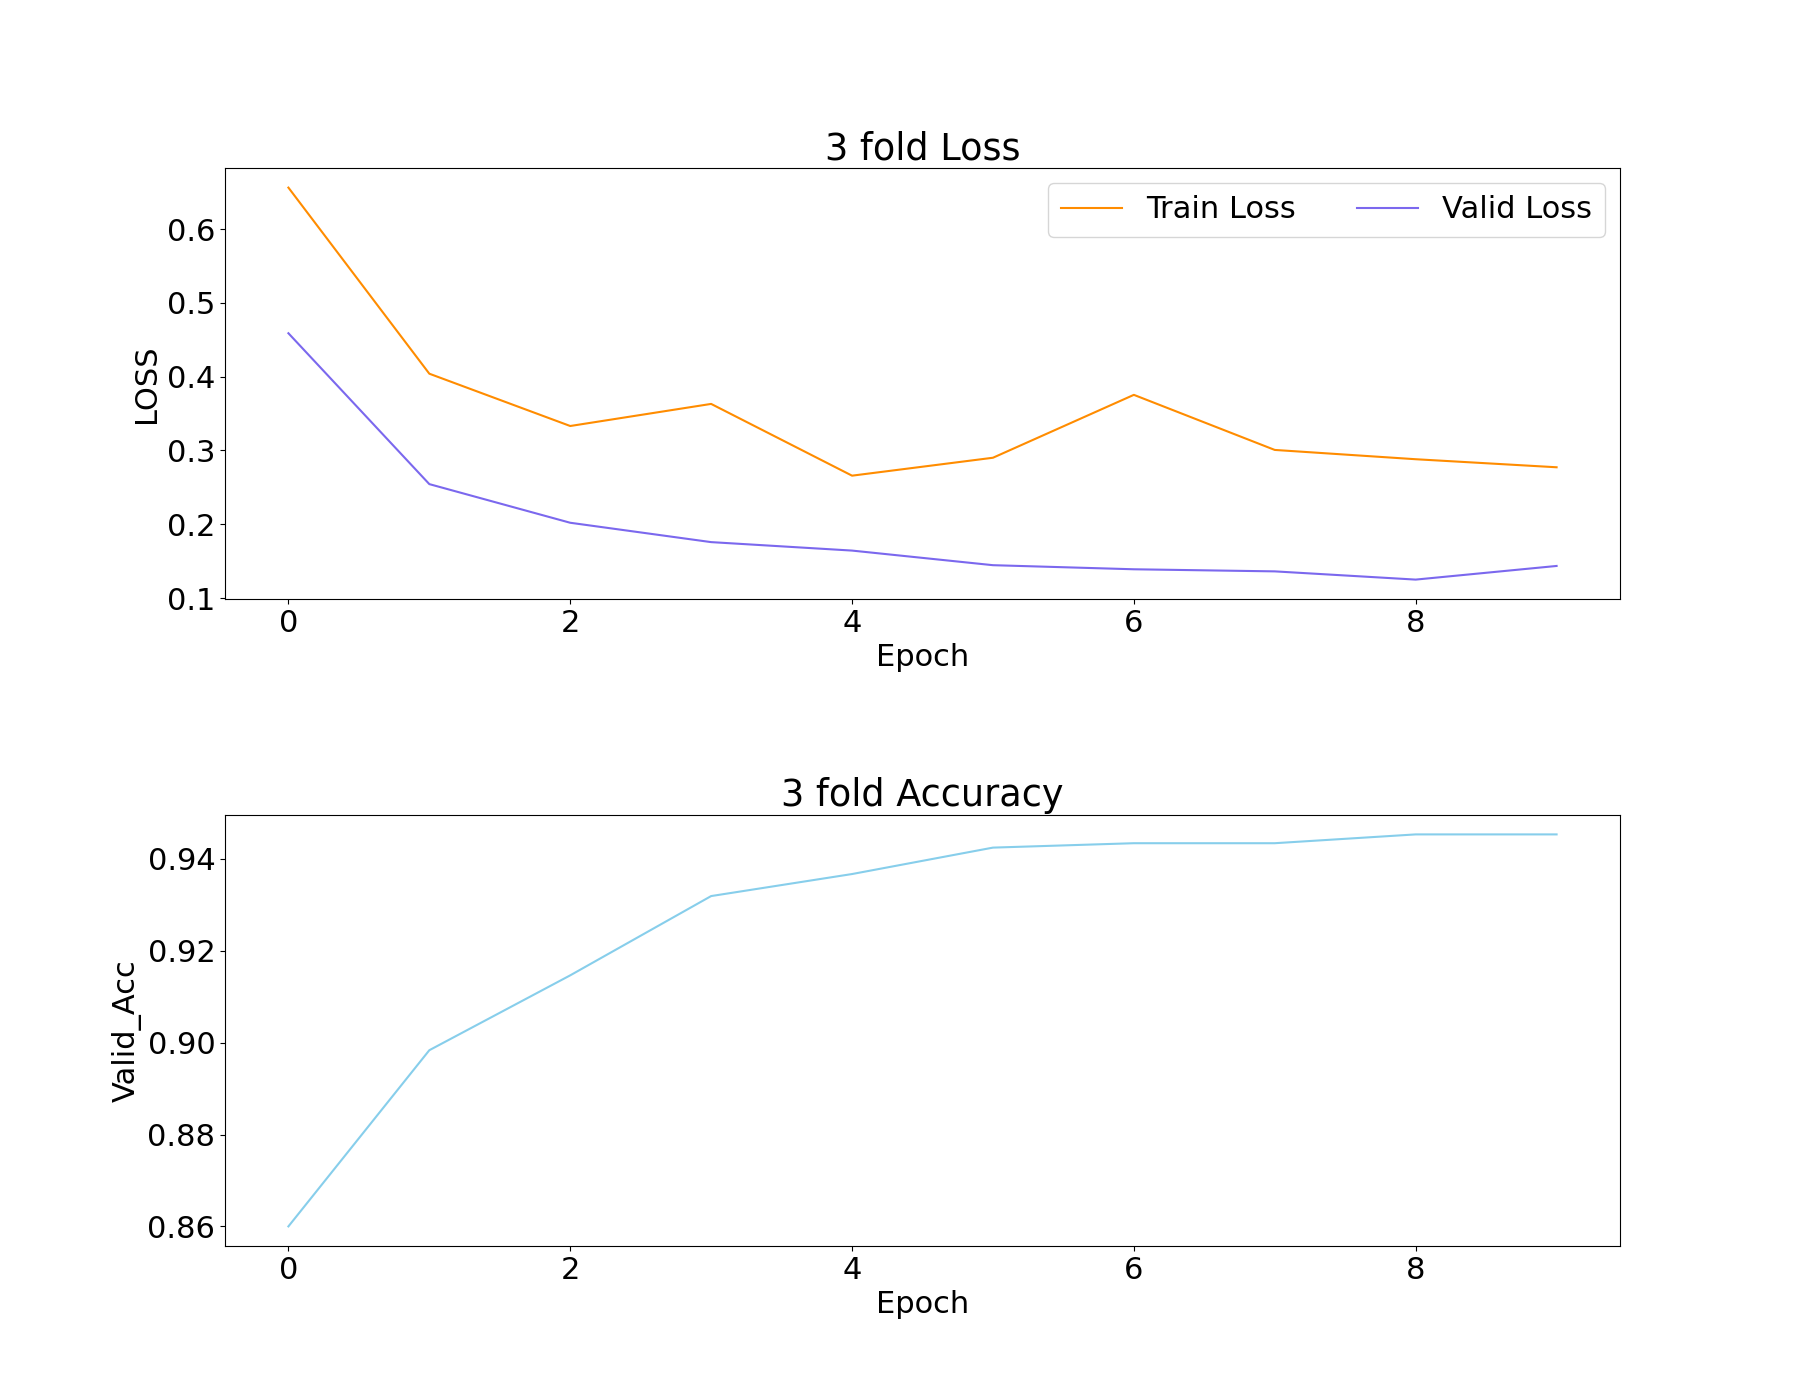 3 fold Loss
Train Loss Valid Loss
LOSS
0.6
0.5
0.4
0.3
0.2
0.1
0 2 4 6 8
Epoch
3 fold Accuracy
Valid_Acc
0.94
0.92
0.90
0.88
0.86
0 2 4 6 8
Epoch